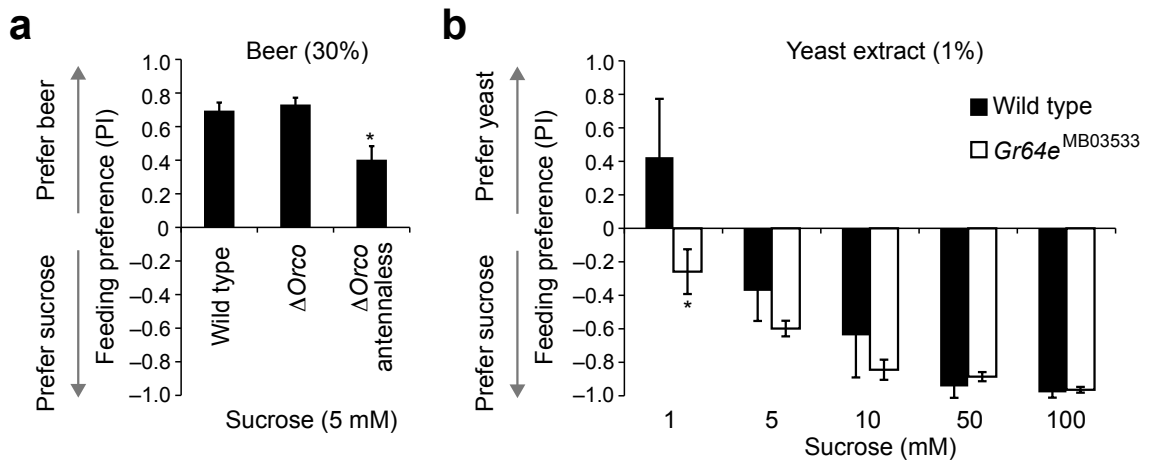 a
Beer (30%)
Prefer beer
Prefer sucrose
Feeding preference (PI)
1.0
0.8
0.6
0.4
0.2
0
–0.2
–0.4
–0.6
–0.8
–1.0
*
Wild type
ΔOrco
ΔOrco
antennaless
Sucrose (5 mM)
b
Yeast extract (1%)
Prefer yeast
Prefer sucrose
Feeding preference (PI)
1.0
0.8
0.6
0.4
0.2
0
–0.2
–0.4
–0.6
–0.8
–1.0
Wild type
Gr64e^MB03533
*
1 5 10 50 100
Sucrose (mM)